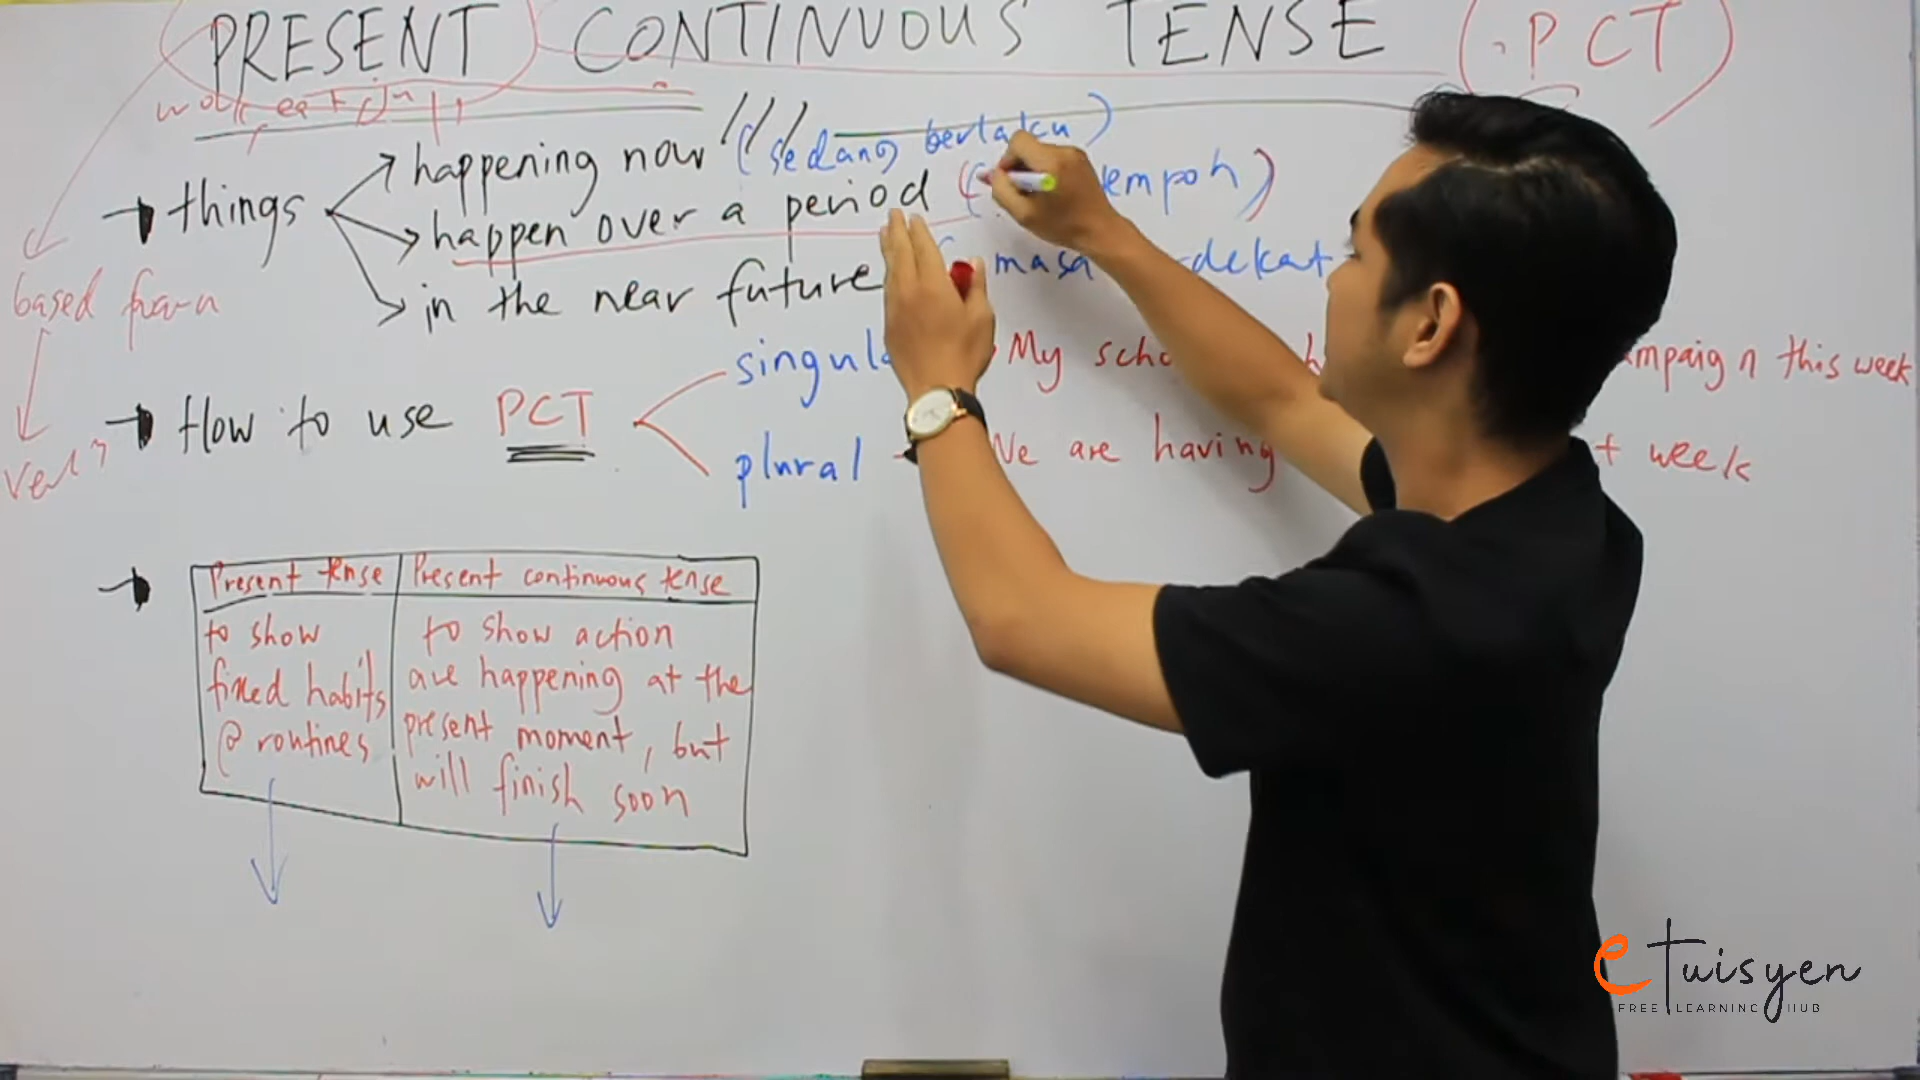 PRESENT CONTINUOUS TENSE (PCT)
things
happening now (sedang berlaku)
happen over a period
in the near future masa
based from
How to use PCT
singul
My
mpaign this week
plural
We are having
week
Present tense
to show
fixed habits
@ routines
Present continuous tense
to show action
are happening at the
present moment, but
will finish soon
eTuisyen
FREE LEARNING HUB